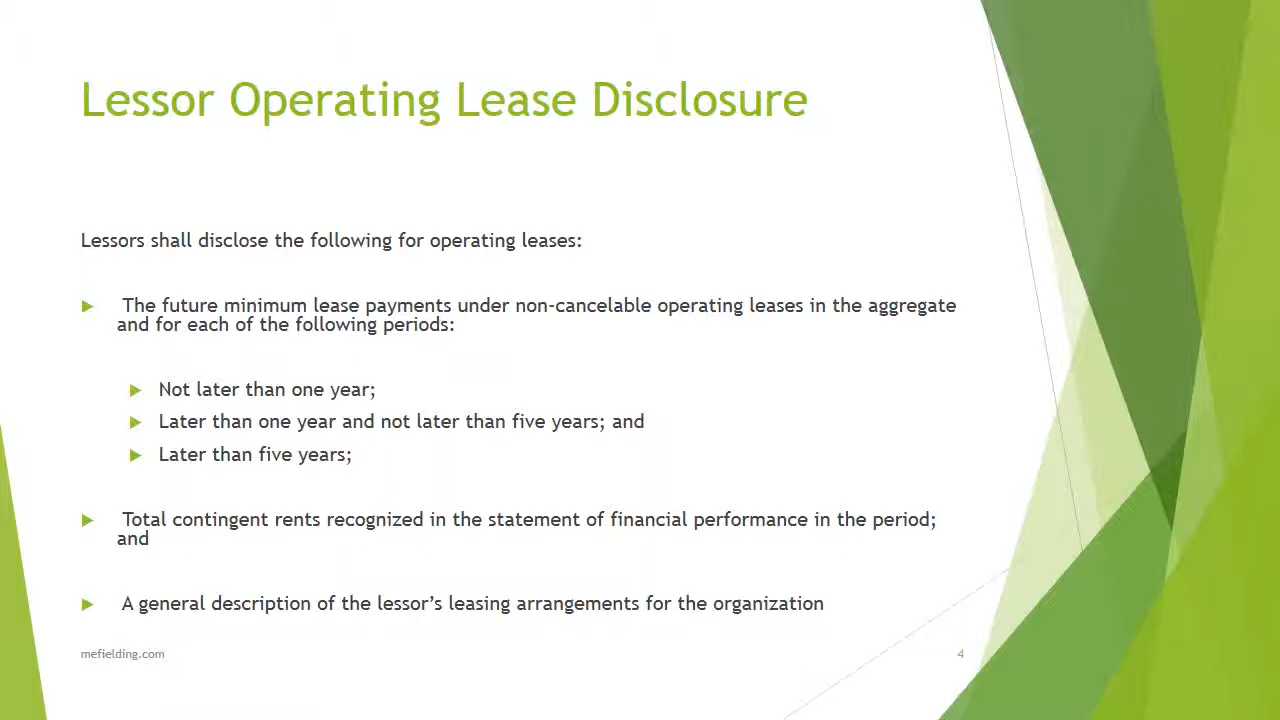 Lessor Operating Lease Disclosure
Lessors shall disclose the following for operating leases:
The future minimum lease payments under non-cancelable operating leases in the aggregate
and for each of the following periods:
Not later than one year;
Later than one year and not later than five years; and
Later than five years;
Total contingent rents recognized in the statement of financial performance in the period;
and
A general description of the lessor’s leasing arrangements for the organization
mefielding.com
4